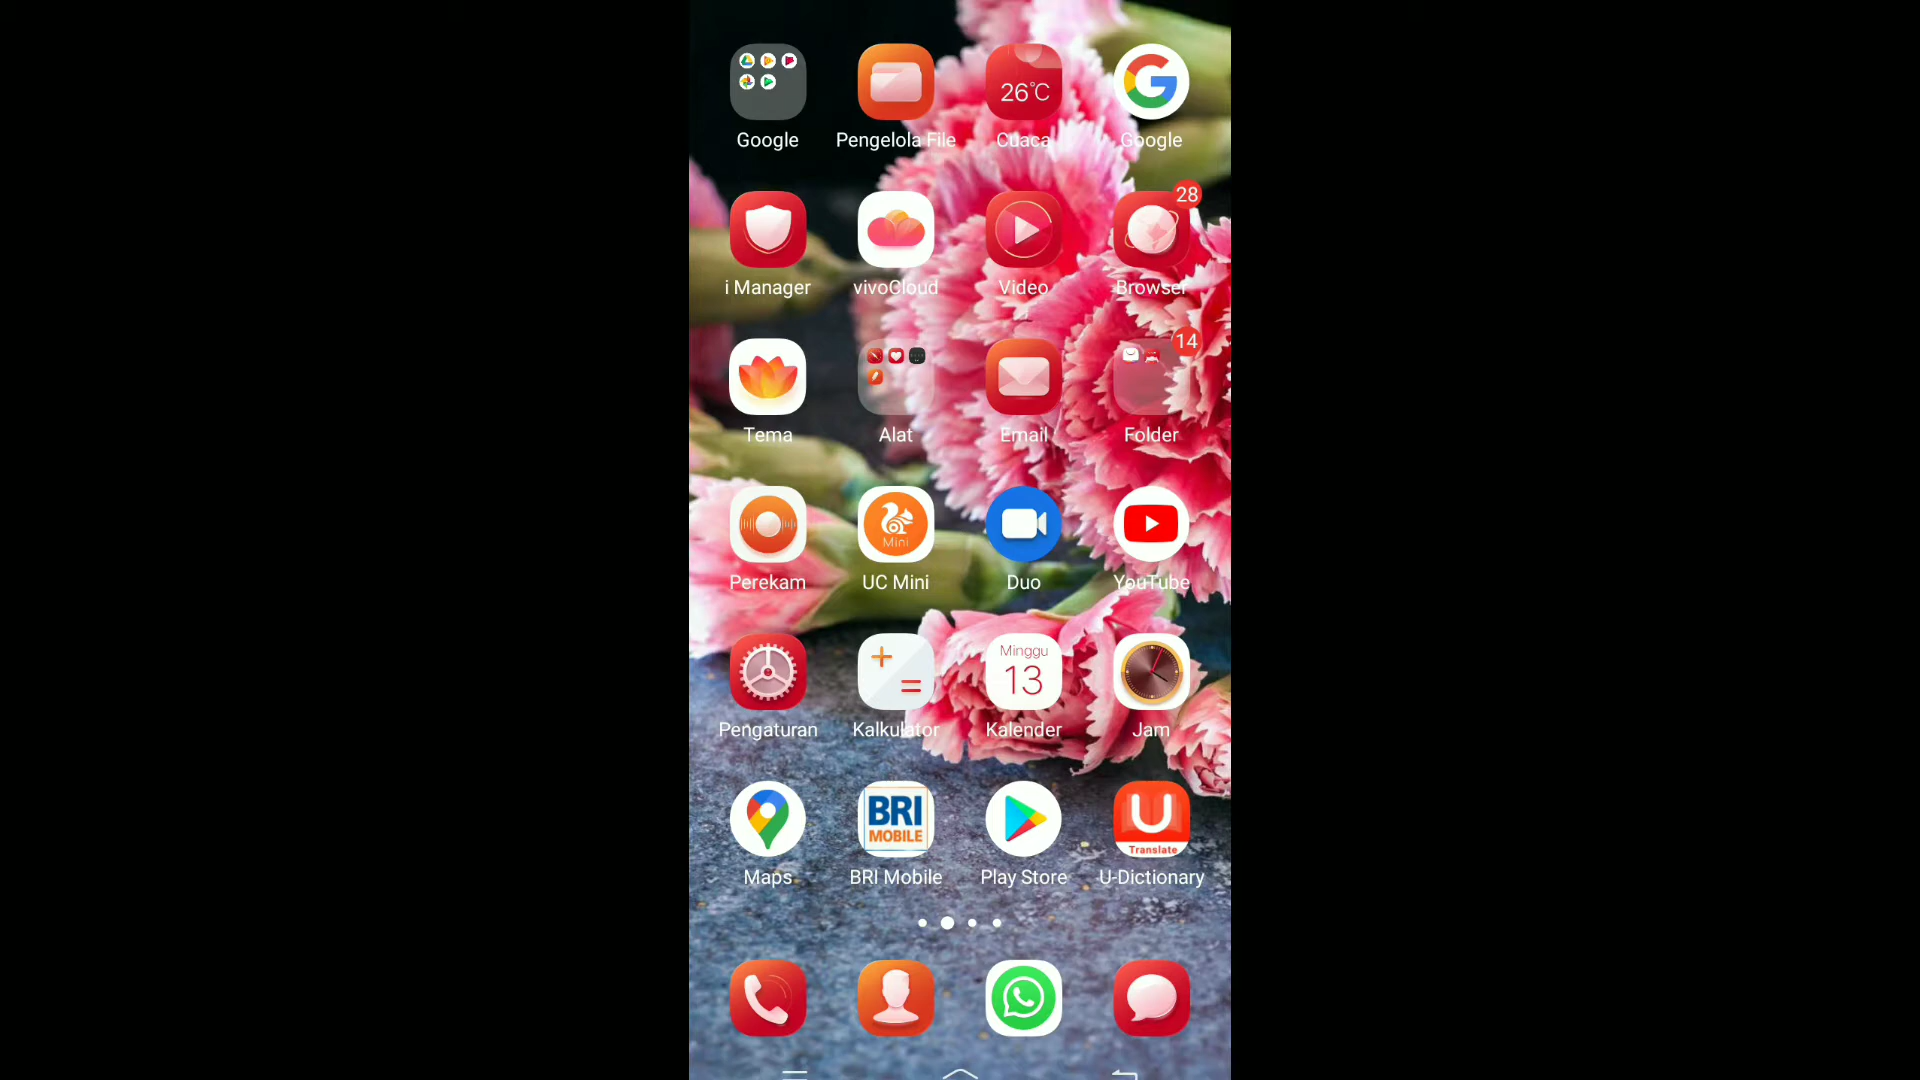 26°C
Google
Pengelola File
Cuaca
Google
28
i Manager
vivoCloud
Video
Browser
14
Tema
Alat
Email
Folder
Mini
Perekam
UC Mini
Duo
YouTube
Minggu
13
Pengaturan
Kalkulator
Kalender
Jam
BRI
MOBILE
U
Translate
Maps
BRI Mobile
Play Store
U-Dictionary